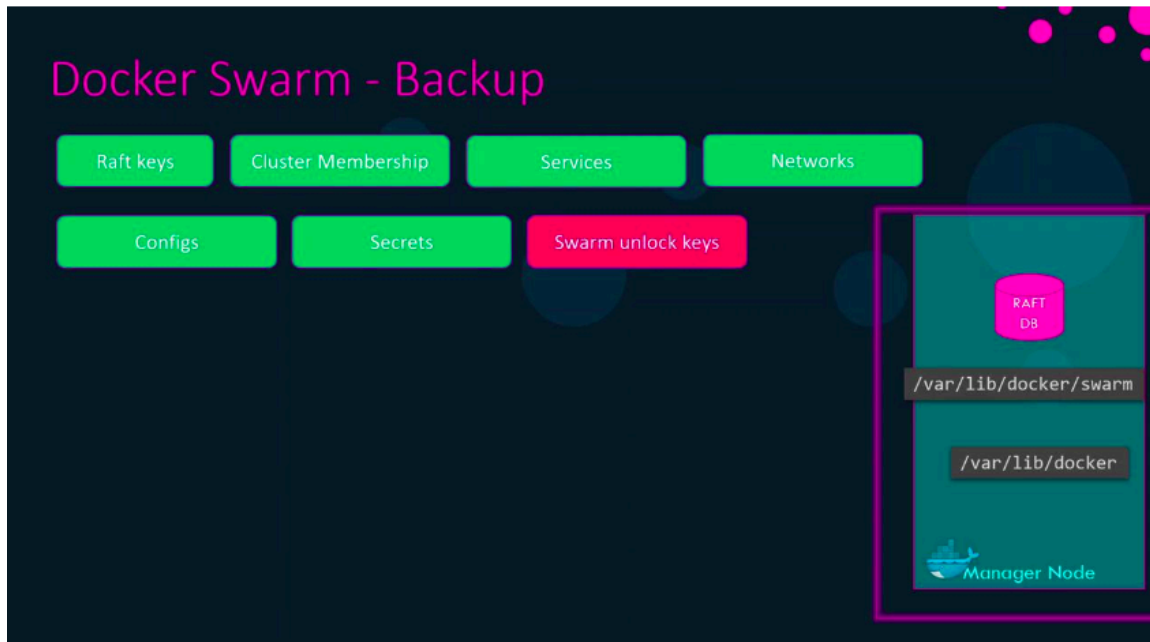 Docker Swarm - Backup
Raft keys
Cluster Membership
Services
Networks
Configs
Secrets
Swarm unlock keys
RAFT
DB
/var/lib/docker/swarm
/var/lib/docker
Manager Node